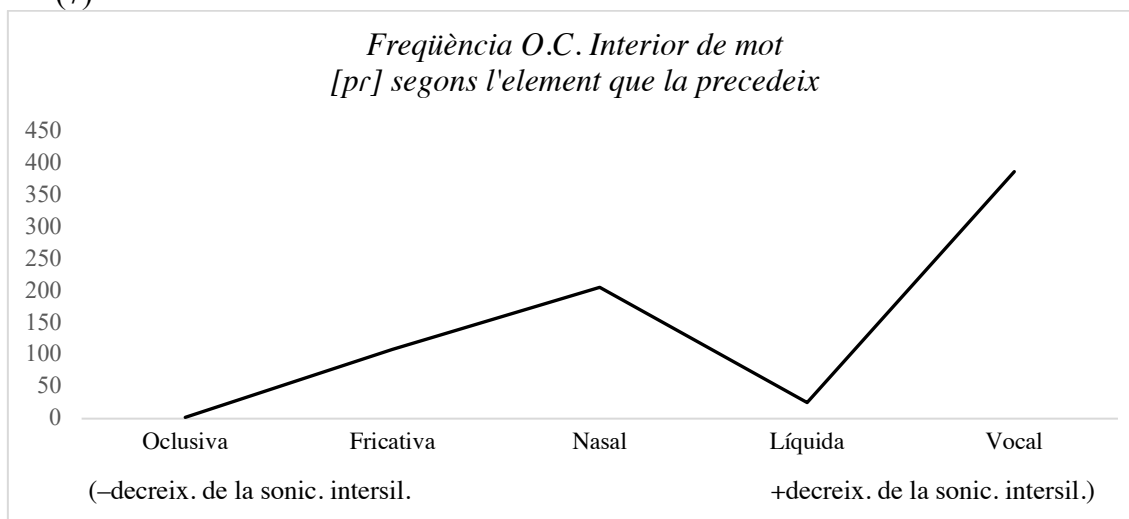 (7)
Freqüència O.C. Interior de mot
[pɾ] segons l'element que la precedeix
450
400
350
300
250
200
150
100
50
0
Oclusiva Fricativa Nasal Líquida Vocal
(–decreix. de la sonic. intersil. +decreix. de la sonic. intersil.)